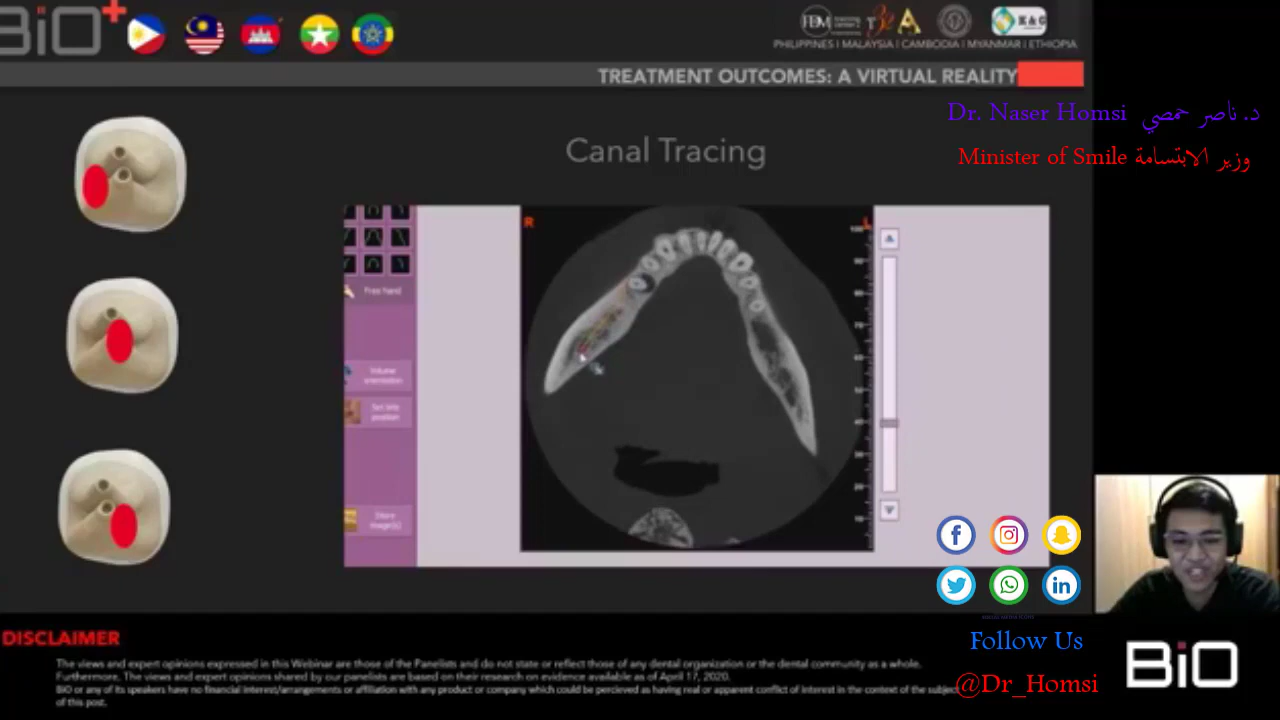 BiO+
PHILIPPINES | MALAYSIA | CAMBODIA | MYANMAR | ETHIOPIA
TREATMENT OUTCOMES: A VIRTUAL REALITY
Dr. Naser Homsi د. ناصر حمصي
Minister of Smile وزير الابتسامة
Canal Tracing
R
L
Free hand
Volume orientation
Store image(s)
Follow Us
@Dr_Homsi
BiO
DISCLAIMER
The views and expert opinions expressed in this Webinar are those of the Panelists and do not state or reflect those of any dental organization or the dental community as a whole.
Furthermore, The views and expert opinions shared by our panelists are based on their research on evidence available as of April 17, 2020.
BiO or any of its speakers have no financial interest/arrangements or affiliation with any product or company which could be percieved as having real or apparent conflict of interest in the context of the subject
of this post.